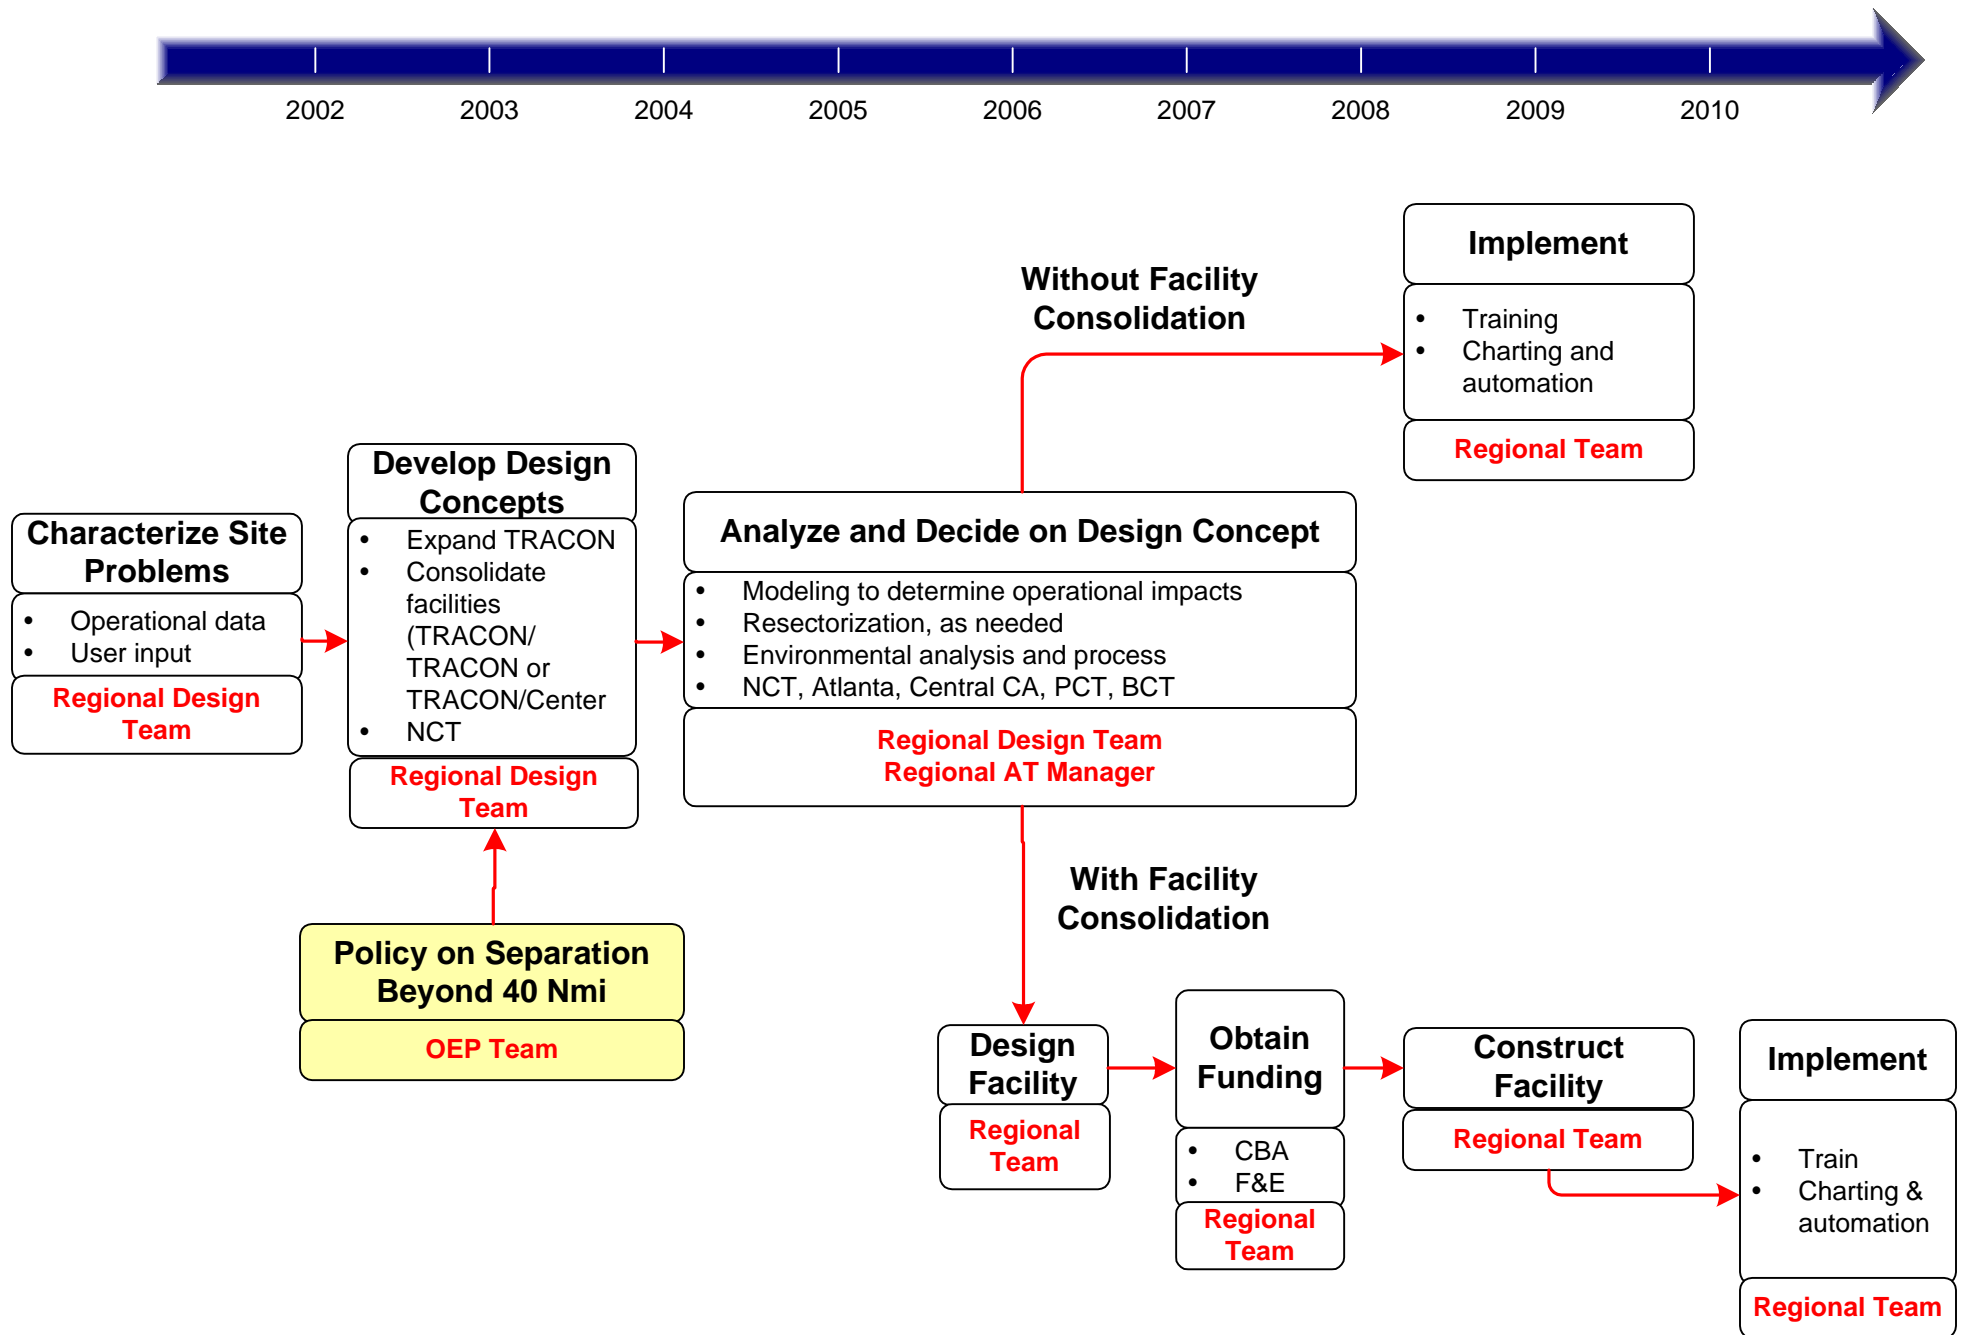 2002 2003 2004 2005 2006 2007 2008 2009 2010
Characterize Site
Problems
• Operational data
• User input
Regional Design
Team
Develop Design
Concepts
• Expand TRACON
• Consolidate
facilities
(TRACON/
TRACON or
TRACON/Center
• NCT
Regional Design
Team
Policy on Separation
Beyond 40 Nmi
OEP Team
Analyze and Decide on Design Concept
• Modeling to determine operational impacts
• Resectorization, as needed
• Environmental analysis and process
• NCT, Atlanta, Central CA, PCT, BCT
Regional Design Team
Regional AT Manager
Without Facility
Consolidation
Implement
• Training
• Charting and
automation
Regional Team
With Facility
Consolidation
Design
Facility
Regional
Team
Obtain
Funding
• CBA
• F&E
Regional
Team
Construct
Facility
Regional Team
Implement
• Train
• Charting &
automation
Regional Team